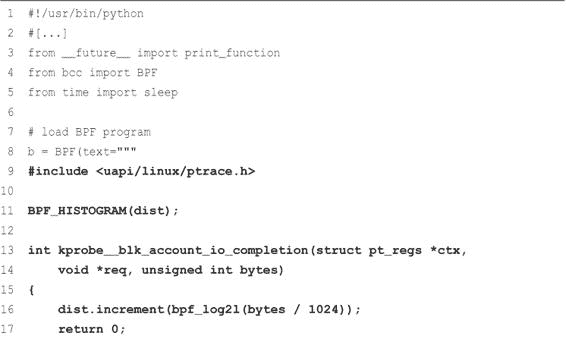 1 #!/usr/bin/python
2 #[...]
3 from __future__ import print_function
4 from bcc import BPF
5 from time import sleep
6
7 # load BPF program
8 b = BPF(text="""
9 #include <uapi/linux/ptrace.h>
10
11 BPF_HISTOGRAM(dist);
12
13 int kprobe__blk_account_io_completion(struct pt_regs *ctx,
14     void *req, unsigned int bytes)
15 {
16     dist.increment(bpf_log2l(bytes / 1024));
17     return 0;